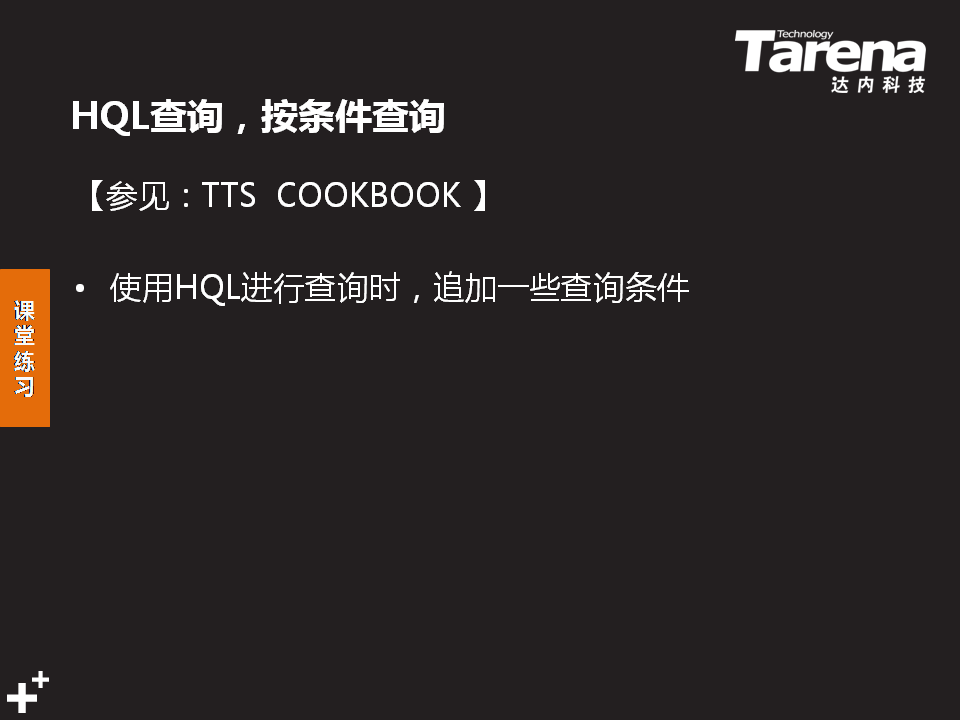 Technology
Tarena
达内科技
HQL查询，按条件查询
【参见：TTS COOKBOOK 】
• 使用HQL进行查询时，追加一些查询条件
课
堂
练
习